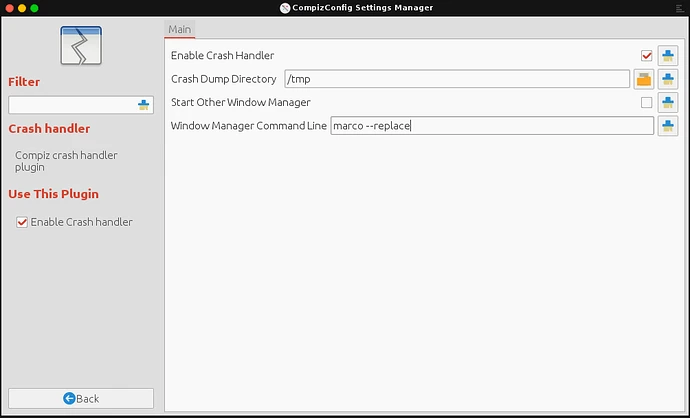 CompizConfig Settings Manager
Filter
Crash handler
Compiz crash handler
plugin
Use This Plugin
Enable Crash handler
Back
Main
Enable Crash Handler
Crash Dump Directory /tmp
Start Other Window Manager
Window Manager Command Line marco --replace